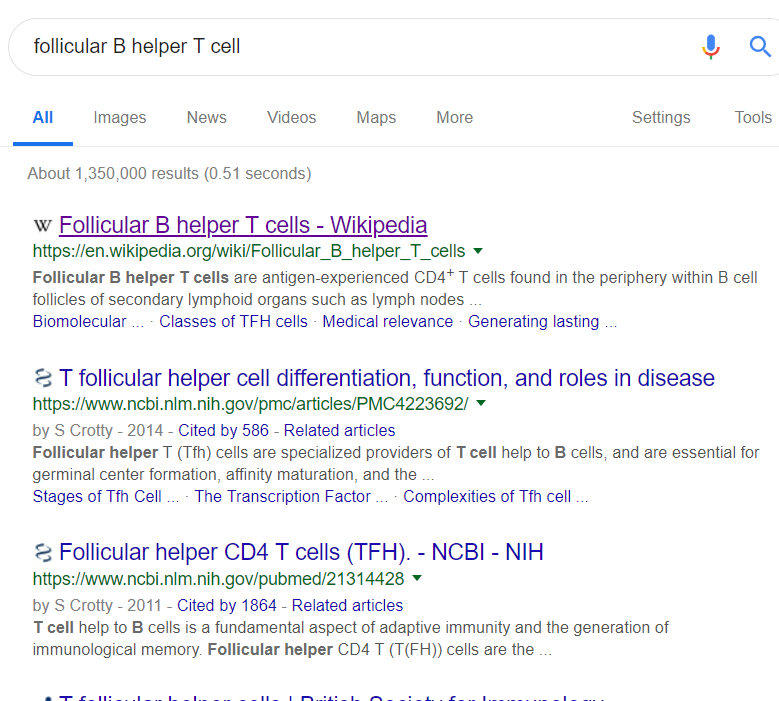 follicular B helper T cell
All Images News Videos Maps More Settings Tools
About 1,350,000 results (0.51 seconds)
W Follicular B helper T cells - Wikipedia
https://en.wikipedia.org/wiki/Follicular_B_helper_T_cells
Follicular B helper T cells are antigen-experienced CD4+ T cells found in the periphery within B cell
follicles of secondary lymphoid organs such as lymph nodes ...
Biomolecular ... · Classes of TFH cells · Medical relevance · Generating lasting ...
T follicular helper cell differentiation, function, and roles in disease
https://www.ncbi.nlm.nih.gov/pmc/articles/PMC4223692/
by S Crotty - 2014 - Cited by 586 - Related articles
Follicular helper T (Tfh) cells are specialized providers of T cell help to B cells, and are essential for
germinal center formation, affinity maturation, and the ...
Stages of Tfh Cell ... · The Transcription Factor ... · Complexities of Tfh cell ...
Follicular helper CD4 T cells (TFH). - NCBI - NIH
https://www.ncbi.nlm.nih.gov/pubmed/21314428
by S Crotty - 2011 - Cited by 1864 - Related articles
T cell help to B cells is a fundamental aspect of adaptive immunity and the generation of
immunological memory. Follicular helper CD4 T (T(FH)) cells are the ...
T follicular helper cells | British Society for Immunology